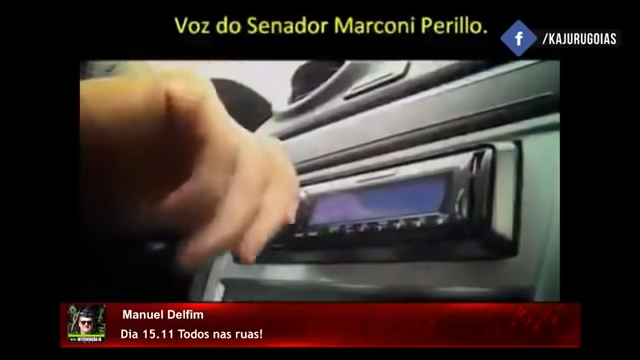 Voz do Senador Marconi Perillo.
f /KAJURUGOIAS
Manuel Delfim
Dia 15.11 Todos nas ruas!